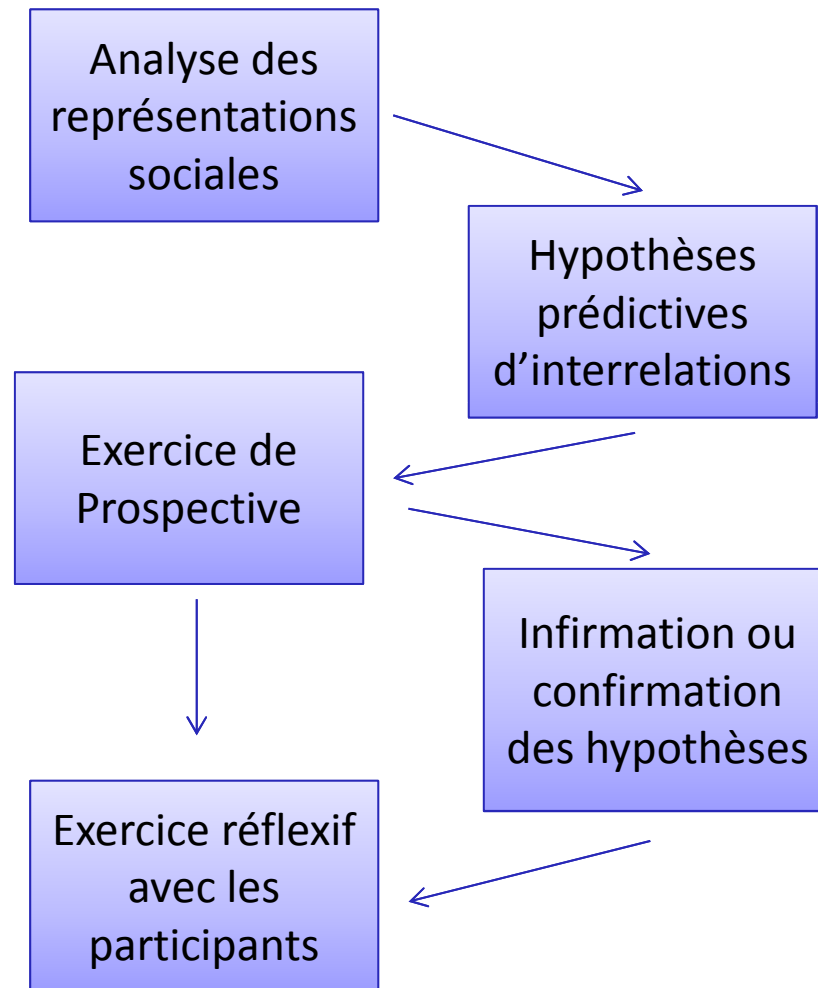 Analyse des
représentations
sociales
Hypothèses
prédictives
d’interrelations
Exercice de
Prospective
Infirmation ou
confirmation
des hypothèses
Exercice réflexif
avec les
participants